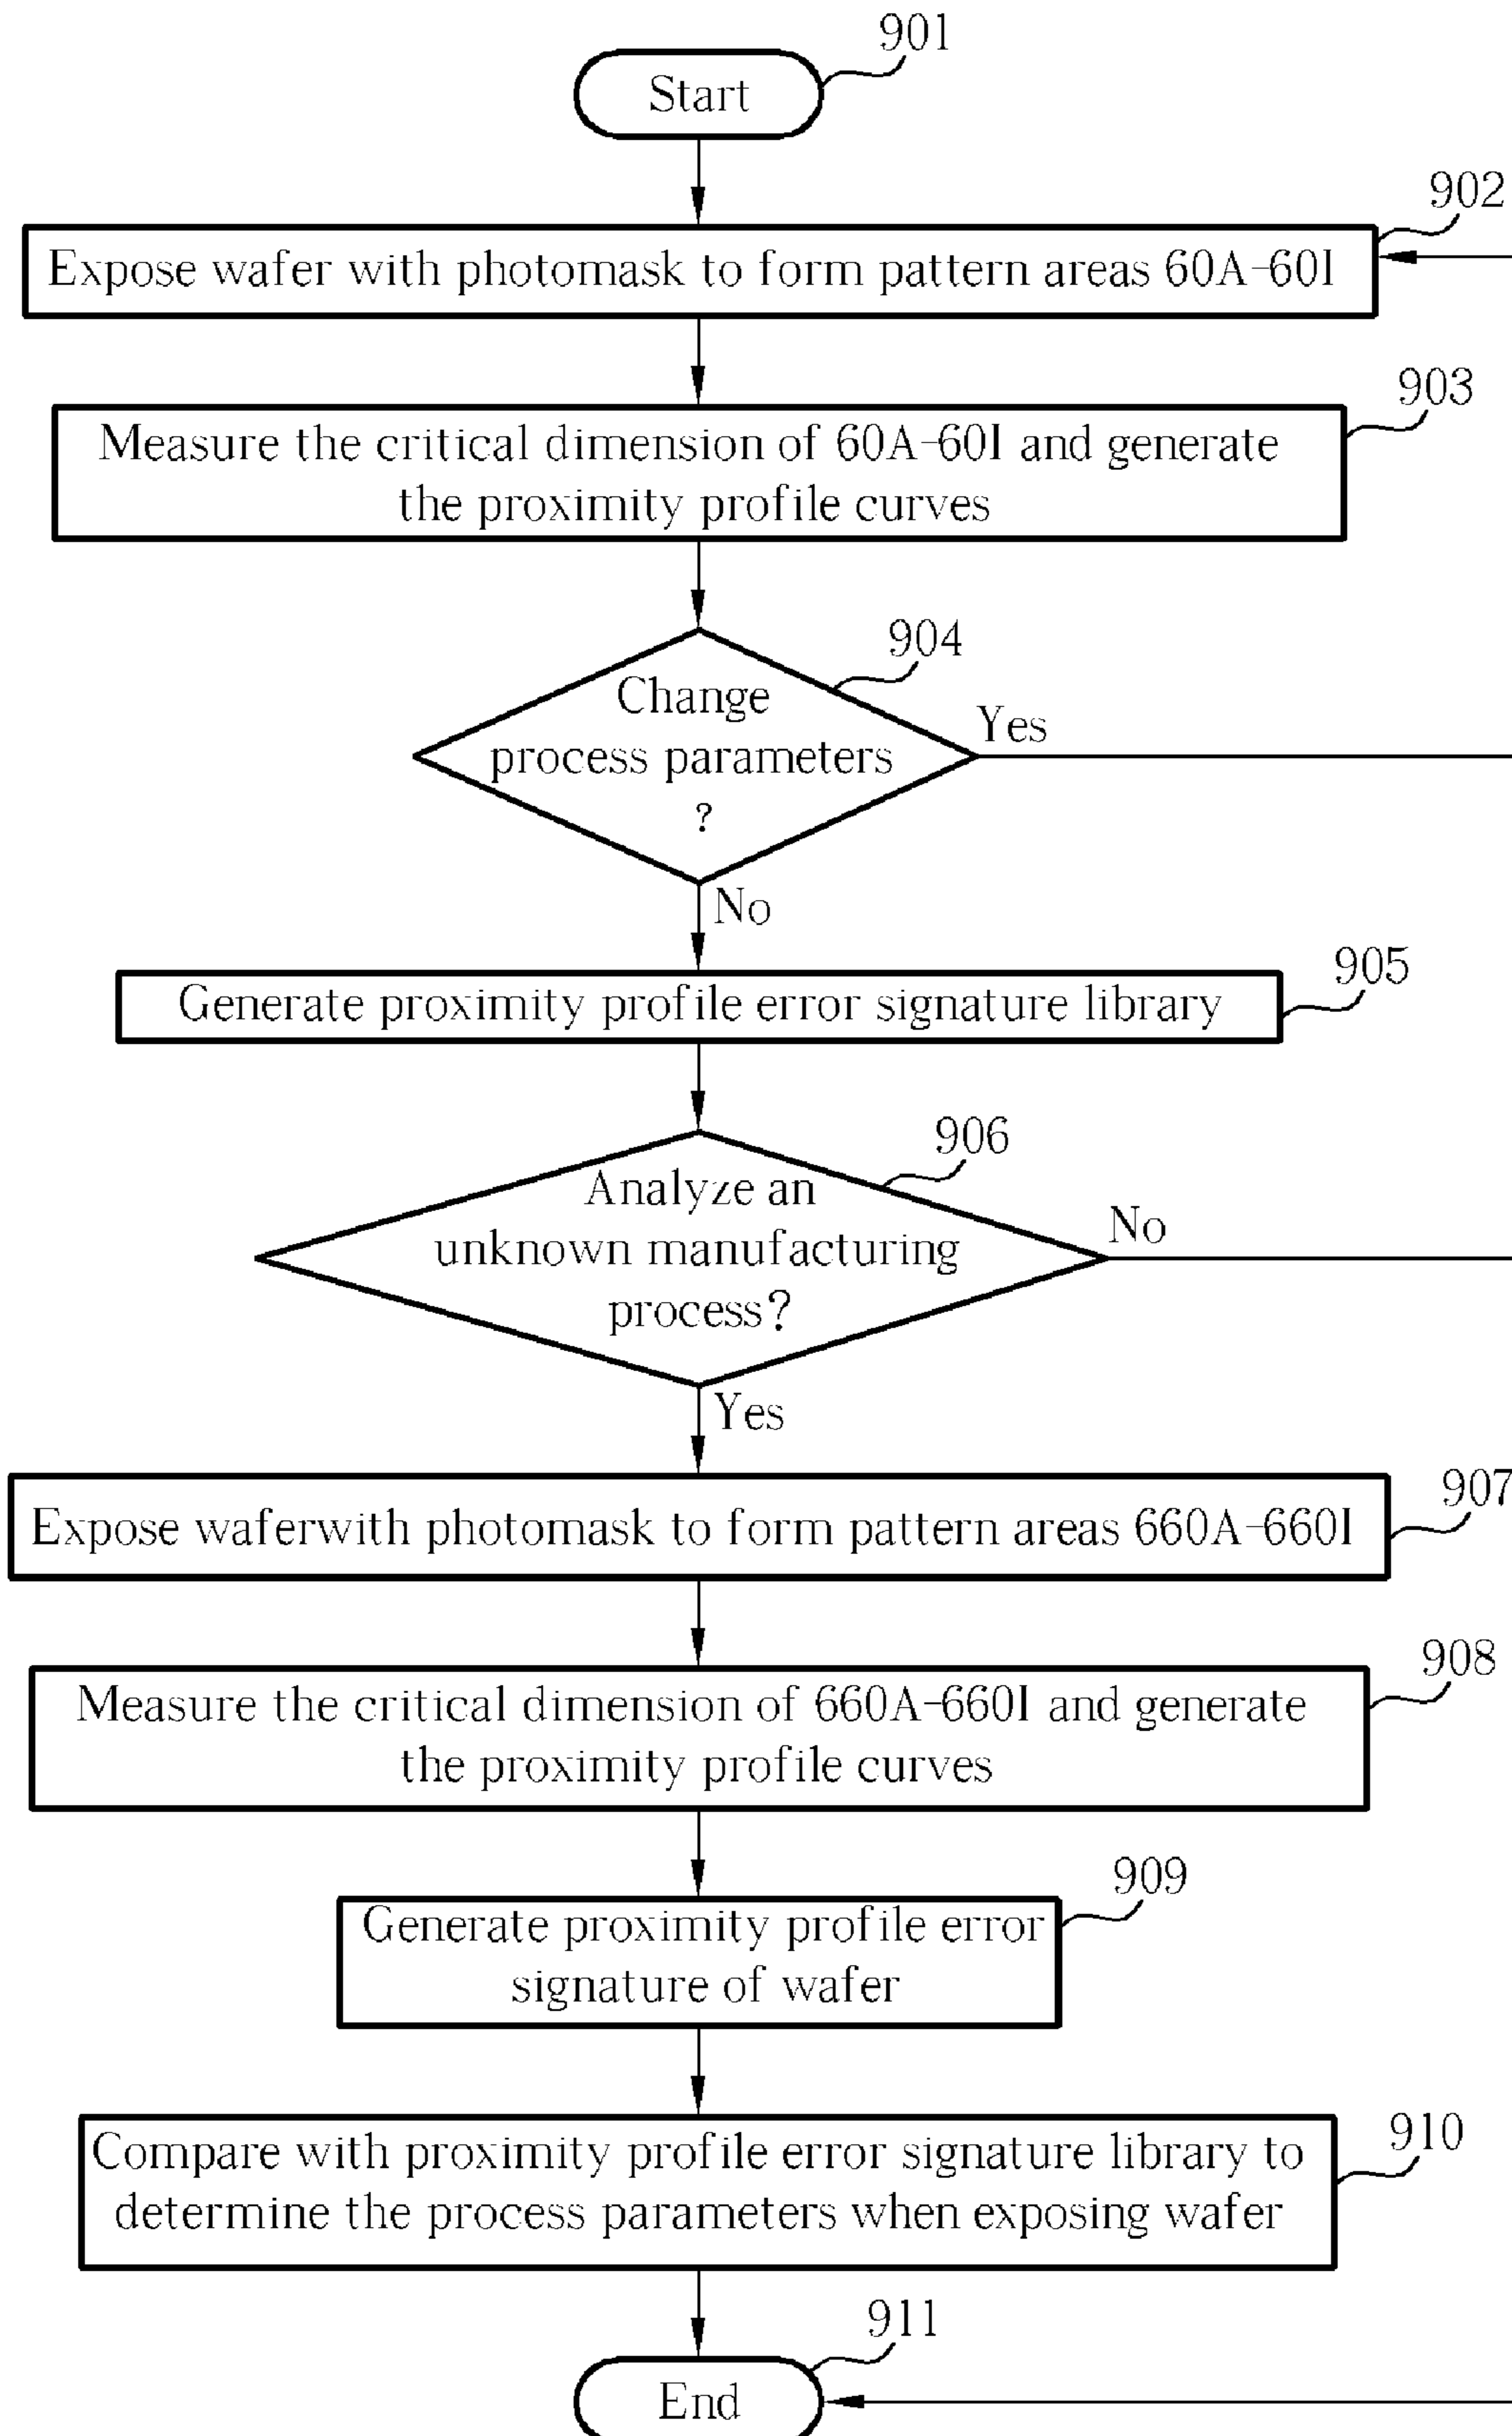 901
Start
902
Expose wafer with photomask to form pattern areas 60A-60I
903
Measure the critical dimension of 60A-60I and generate
the proximity profile curves
904
Change
process parameters
?
Yes
No
905
Generate proximity profile error signature library
906
Analyze an
unknown manufacturing
process?
No
Yes
907
Expose waferwith photomask to form pattern areas 660A-660I
908
Measure the critical dimension of 660A-660I and generate
the proximity profile curves
909
Generate proximity profile error
signature of wafer
910
Compare with proximity profile error signature library to
determine the process parameters when exposing wafer
911
End